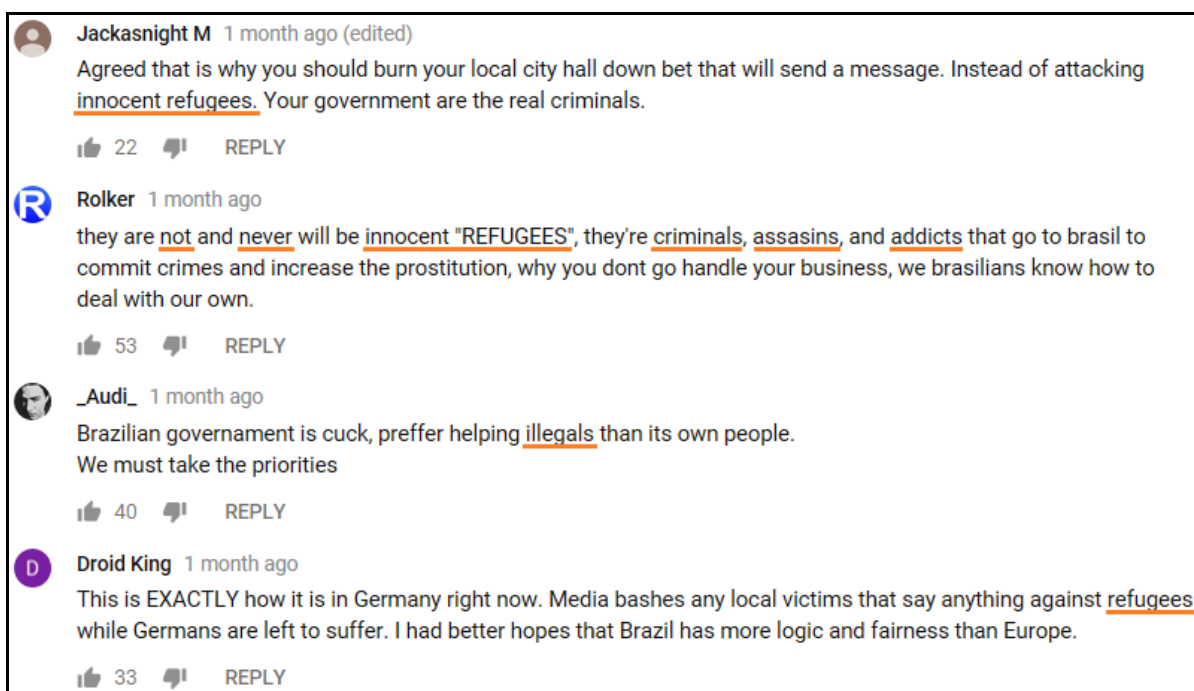 Jackasnight M 1 month ago (edited)
Agreed that is why you should burn your local city hall down bet that will send a message. Instead of attacking
innocent refugees. Your government are the real criminals.
22 REPLY
R Rolker 1 month ago
they are not and never will be innocent "REFUGEES", they're criminals, assasins, and addicts that go to brasil to
commit crimes and increase the prostitution, why you dont go handle your business, we brasilians know how to
deal with our own.
53 REPLY
_Audi_ 1 month ago
Brazilian governament is cuck, preffer helping illegals than its own people.
We must take the priorities
40 REPLY
D Droid King 1 month ago
This is EXACTLY how it is in Germany right now. Media bashes any local victims that say anything against refugees
while Germans are left to suffer. I had better hopes that Brazil has more logic and fairness than Europe.
33 REPLY